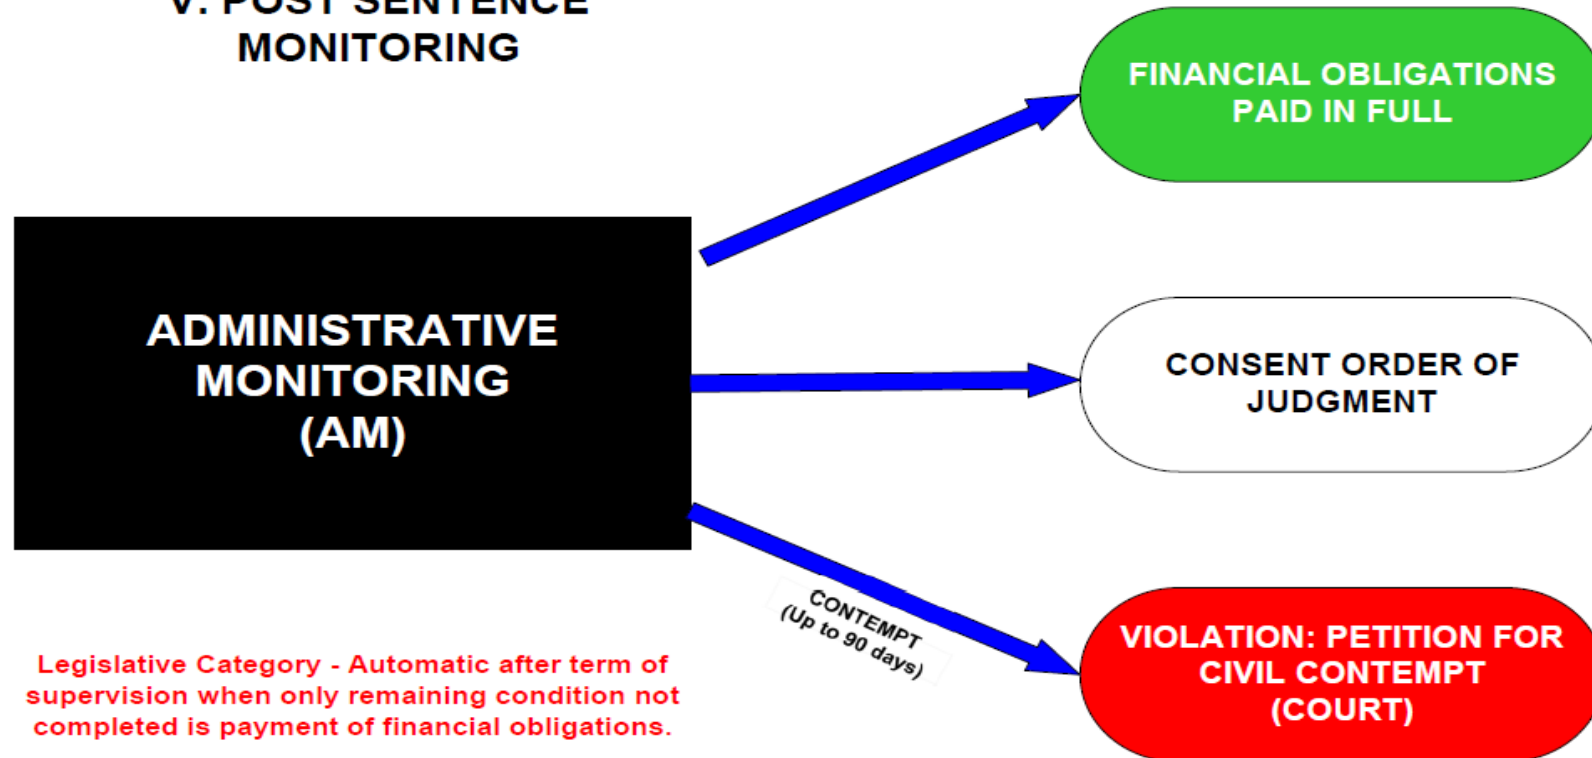 V. POST SENTENCE
MONITORING
FINANCIAL OBLIGATIONS
PAID IN FULL
ADMINISTRATIVE
MONITORING
(AM)
CONSENT ORDER OF
JUDGMENT
CONTEMPT
(Up to 90 days)
VIOLATION: PETITION FOR
CIVIL CONTEMPT
(COURT)
Legislative Category - Automatic after term of
supervision when only remaining condition not
completed is payment of financial obligations.